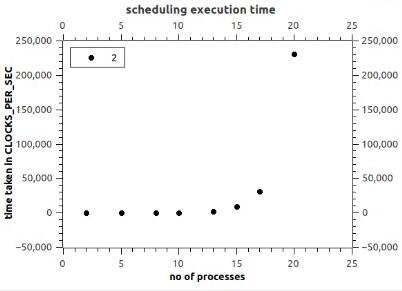 scheduling execution time
0 5 10 15 20 25
250,000 250,000
2
200,000 200,000
150,000 150,000
100,000 100,000
50,000 50,000
0 0
−50,000 −50,000
time taken in CLOCKS_PER_SEC
0 5 10 15 20 25
no of processes